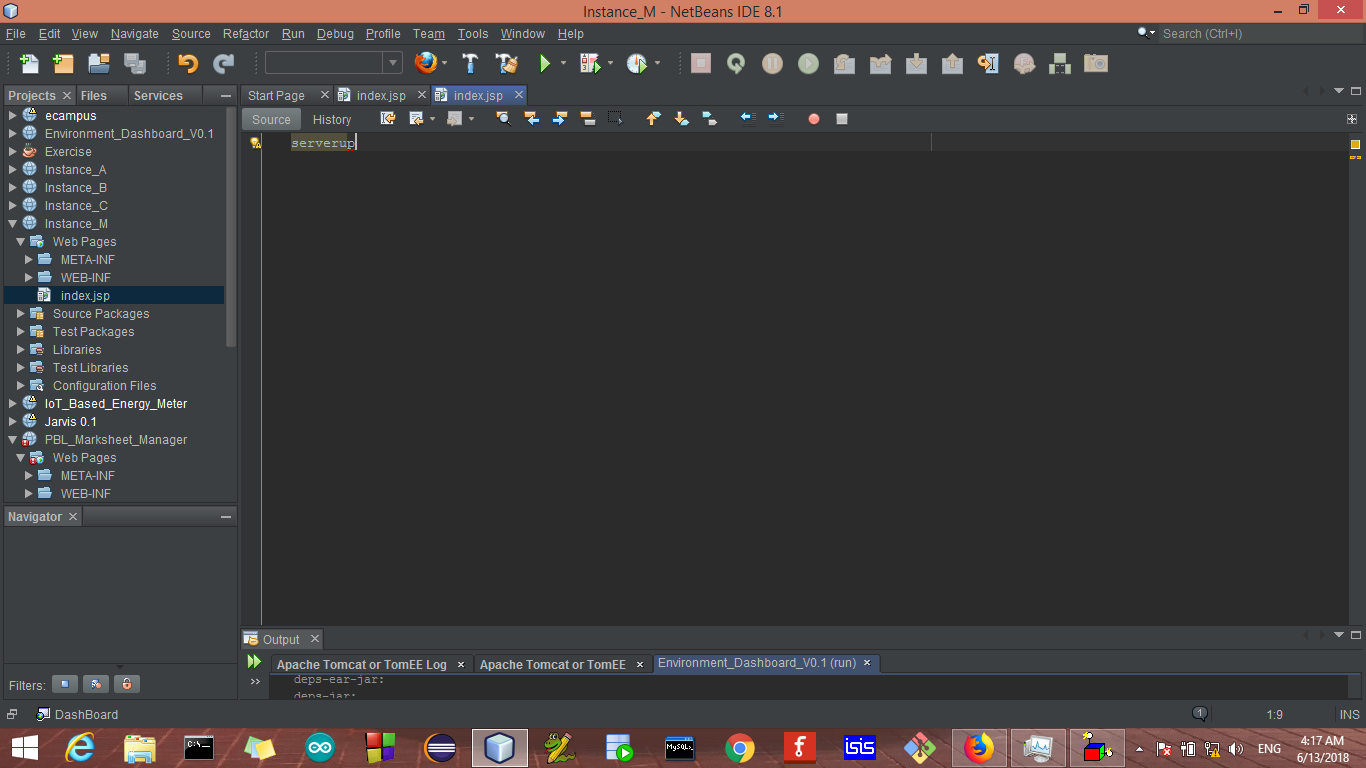 Instance_M - NetBeans IDE 8.1
File Edit View Navigate Source Refactor Run Debug Profile Team Tools Window Help
Search (Ctrl+I)
Projects Files Services
Start Page index.jsp index.jsp
Source History
ecampus
Environment_Dashboard_V0.1
Exercise
Instance_A
Instance_B
Instance_C
Instance_M
Web Pages
META-INF
WEB-INF
index.jsp
Source Packages
Test Packages
Libraries
Test Libraries
Configuration Files
IoT_Based_Energy_Meter
Jarvis 0.1
PBL_Marksheet_Manager
Web Pages
META-INF
WEB-INF
serverup
Navigator
Filters:
Output
Apache Tomcat or TomEE Log Apache Tomcat or TomEE Environment_Dashboard_V0.1 (run)
deps-ear-jar:
deps-jar:
DashBoard
1 1:9 INS
C:\. MySQL ISIS ENG
4:17 AM
6/13/2018